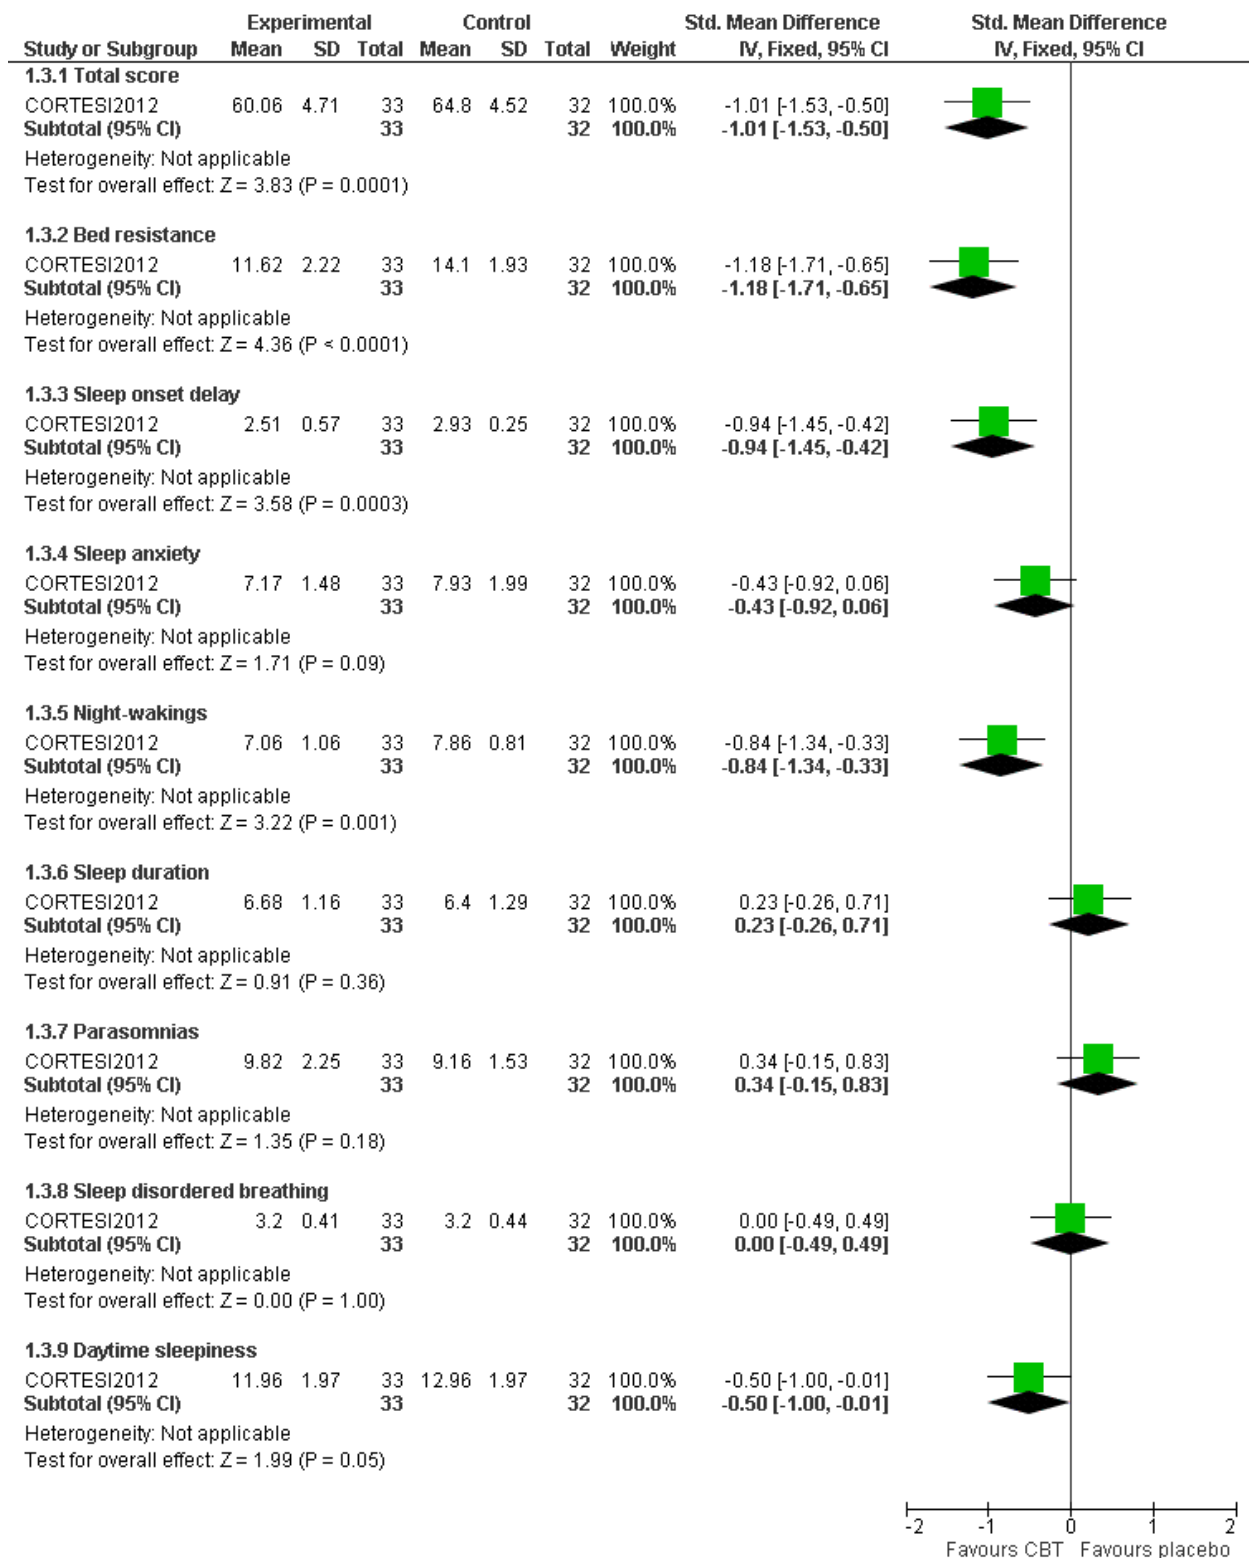 Experimental Control Std. Mean Difference Std. Mean Difference
Study or Subgroup Mean SD Total Mean SD Total Weight IV, Fixed, 95% CI IV, Fixed, 95% CI
1.3.1 Total score
CORTESI2012 60.06 4.71 33 64.8 4.52 32 100.0% -1.01 [-1.53, -0.50]
Subtotal (95% CI) 33 32 100.0% -1.01 [-1.53, -0.50]
Heterogeneity: Not applicable
Test for overall effect: Z = 3.83 (P = 0.0001)
1.3.2 Bed resistance
CORTESI2012 11.62 2.22 33 14.1 1.93 32 100.0% -1.18 [-1.71, -0.65]
Subtotal (95% CI) 33 32 100.0% -1.18 [-1.71, -0.65]
Heterogeneity: Not applicable
Test for overall effect: Z = 4.36 (P < 0.0001)
1.3.3 Sleep onset delay
CORTESI2012 2.51 0.57 33 2.93 0.25 32 100.0% -0.94 [-1.45, -0.42]
Subtotal (95% CI) 33 32 100.0% -0.94 [-1.45, -0.42]
Heterogeneity: Not applicable
Test for overall effect: Z = 3.58 (P = 0.0003)
1.3.4 Sleep anxiety
CORTESI2012 7.17 1.48 33 7.93 1.99 32 100.0% -0.43 [-0.92, 0.06]
Subtotal (95% CI) 33 32 100.0% -0.43 [-0.92, 0.06]
Heterogeneity: Not applicable
Test for overall effect: Z = 1.71 (P = 0.09)
1.3.5 Night-wakings
CORTESI2012 7.06 1.06 33 7.86 0.81 32 100.0% -0.84 [-1.34, -0.33]
Subtotal (95% CI) 33 32 100.0% -0.84 [-1.34, -0.33]
Heterogeneity: Not applicable
Test for overall effect: Z = 3.22 (P = 0.001)
1.3.6 Sleep duration
CORTESI2012 6.68 1.16 33 6.4 1.29 32 100.0% 0.23 [-0.26, 0.71]
Subtotal (95% CI) 33 32 100.0% 0.23 [-0.26, 0.71]
Heterogeneity: Not applicable
Test for overall effect: Z = 0.91 (P = 0.36)
1.3.7 Parasomnias
CORTESI2012 9.82 2.25 33 9.16 1.53 32 100.0% 0.34 [-0.15, 0.83]
Subtotal (95% CI) 33 32 100.0% 0.34 [-0.15, 0.83]
Heterogeneity: Not applicable
Test for overall effect: Z = 1.35 (P = 0.18)
1.3.8 Sleep disordered breathing
CORTESI2012 3.2 0.41 33 3.2 0.44 32 100.0% 0.00 [-0.49, 0.49]
Subtotal (95% CI) 33 32 100.0% 0.00 [-0.49, 0.49]
Heterogeneity: Not applicable
Test for overall effect: Z = 0.00 (P = 1.00)
1.3.9 Daytime sleepiness
CORTESI2012 11.96 1.97 33 12.96 1.97 32 100.0% -0.50 [-1.00, -0.01]
Subtotal (95% CI) 33 32 100.0% -0.50 [-1.00, -0.01]
Heterogeneity: Not applicable
Test for overall effect: Z = 1.99 (P = 0.05)
-2 -1 0 1 2
Favours CBT Favours placebo